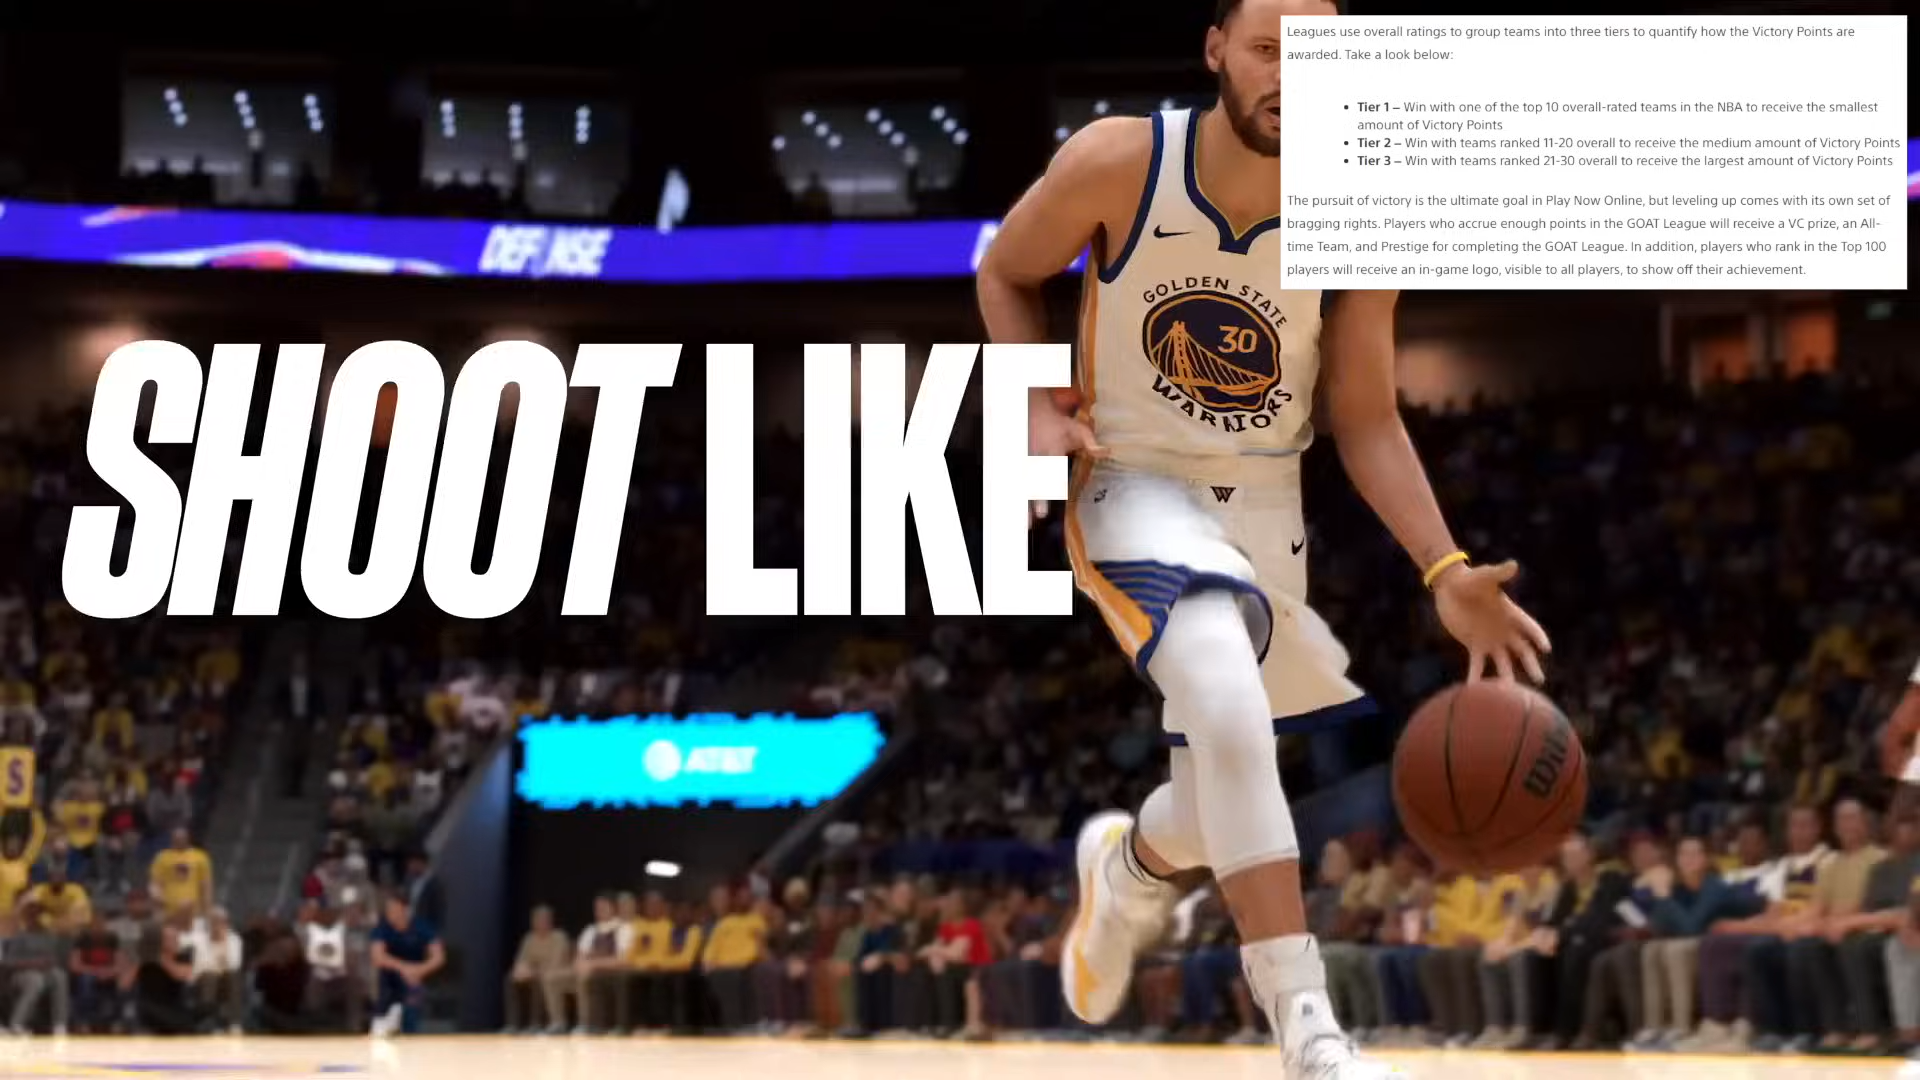 Leagues use overall ratings to group teams into three tiers to quantify how the Victory Points are
awarded. Take a look below:
• Tier 1 – Win with one of the top 10 overall-rated teams in the NBA to receive the smallest
amount of Victory Points
• Tier 2 – Win with teams ranked 11-20 overall to receive the medium amount of Victory Points
• Tier 3 – Win with teams ranked 21-30 overall to receive the largest amount of Victory Points
The pursuit of victory is the ultimate goal in Play Now Online, but leveling up comes with its own set of
bragging rights. Players who accrue enough points in the GOAT League will receive a VC prize, an All-
time Team, and Prestige for completing the GOAT League. In addition, players who rank in the Top 100
players will receive an in-game logo, visible to all players, to show off their achievement.
DEFENSE
GOLDEN STATE
30
WARRIORS
SHOOT LIKE
W
AT&T
Wilson
S